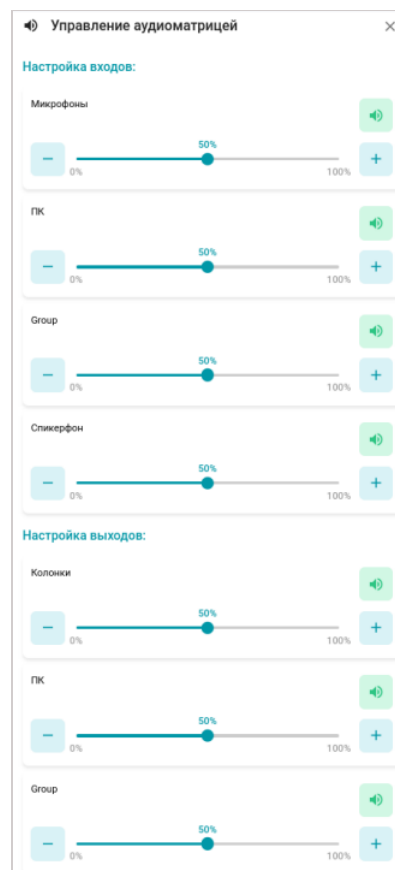 Управление аудиоматрицей
Настройка входов:
Микрофоны
50%
0% 100%
ПК
50%
0% 100%
Group
50%
0% 100%
Спикерфон
50%
0% 100%
Настройка выходов:
Колонки
50%
0% 100%
ПК
50%
0% 100%
Group
50%
0% 100%